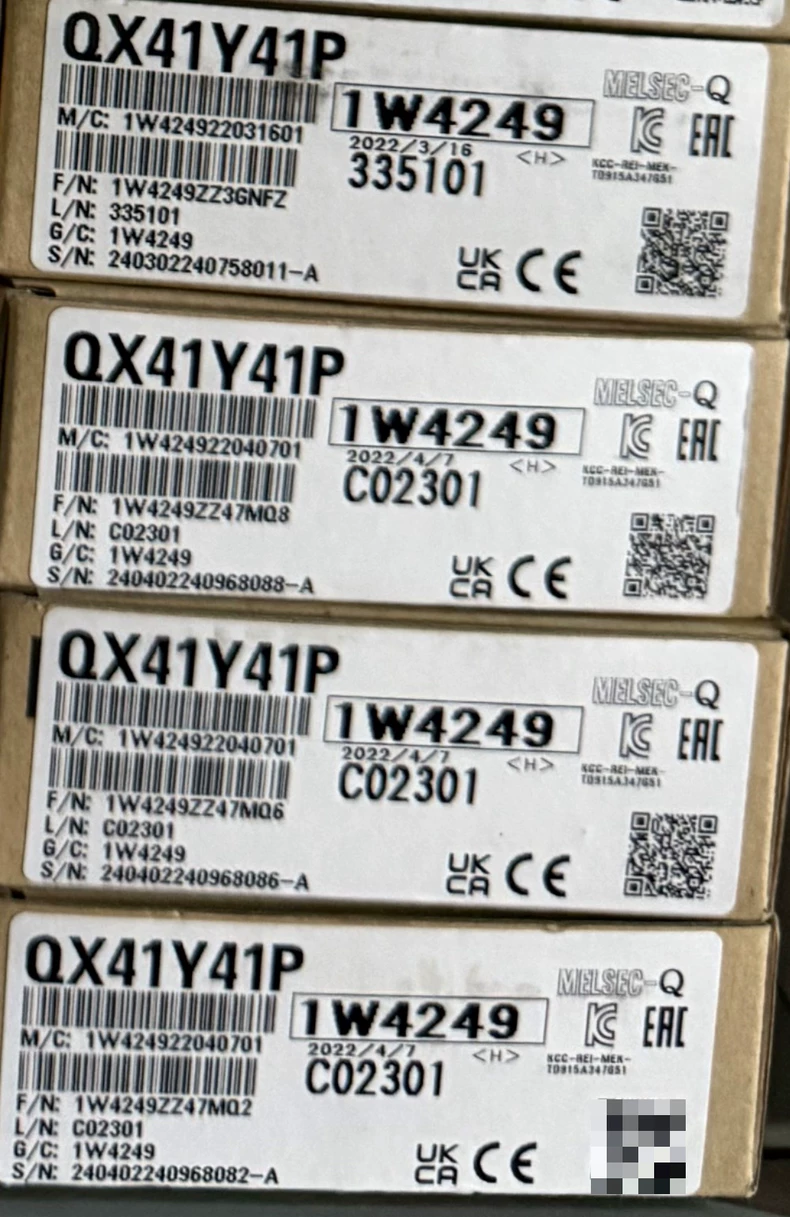 QX41Y41P
MELSEC-Q
M/C: 1W424922031601
1W4249
EAC
2022/3/16 <H>
KCC-REI-MEK-
TD915A347G51
335101
F/N: 1W4249ZZ3GNFZ
L/N: 335101
G/C: 1W4249
S/N: 240302240758011-A
UK
CA
CE
QX41Y41P
MELSEC-Q
M/C: 1W424922040701
1W4249
EAC
2022/4/7 <H>
KCC-REI-MEK-
TD915A347G51
C02301
F/N: 1W4249ZZ47MQ8
L/N: C02301
G/C: 1W4249
S/N: 240402240968088-A
UK
CA
CE
QX41Y41P
MELSEC-Q
M/C: 1W424922040701
1W4249
EAC
2022/4/7 <H>
KCC-REI-MEK-
TD915A347G51
C02301
F/N: 1W4249ZZ47MQ6
L/N: C02301
G/C: 1W4249
S/N: 240402240968086-A
UK
CA
CE
QX41Y41P
MELSEC-Q
M/C: 1W424922040701
1W4249
EAC
2022/4/7 <H>
KCC-REI-MEK-
TD915A347G51
C02301
F/N: 1W4249ZZ47MQ2
L/N: C02301
G/C: 1W4249
S/N: 240402240968082-A
UK
CA
CE